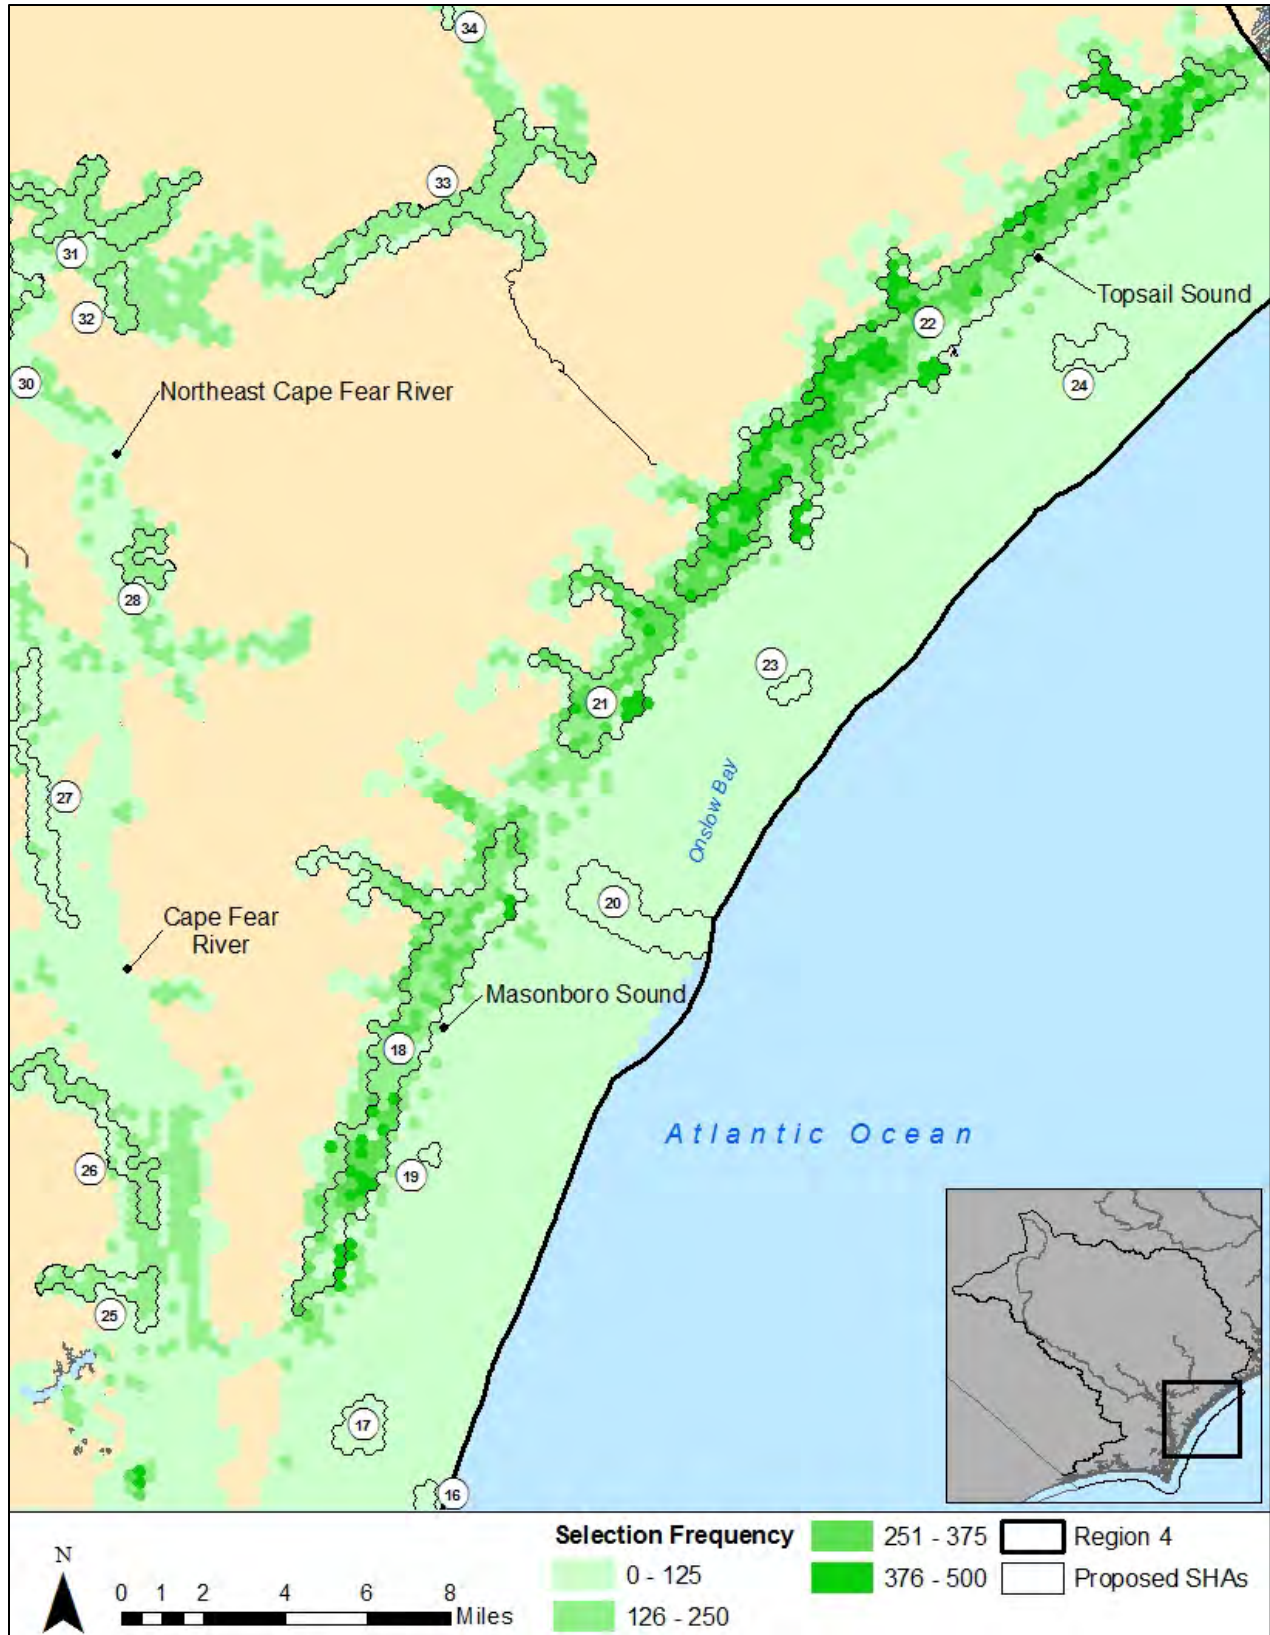 34
33
31
32
30
22
Topsail Sound
24
Northeast Cape Fear River
28
23
21
27
Onslow Bay
20
Cape Fear
River
Masonboro Sound
18
Atlantic Ocean
26
19
25
17
16
N
0 1 2 4 6 8
Miles
Selection Frequency
0 - 125
126 - 250
251 - 375
376 - 500
Region 4
Proposed SHAs